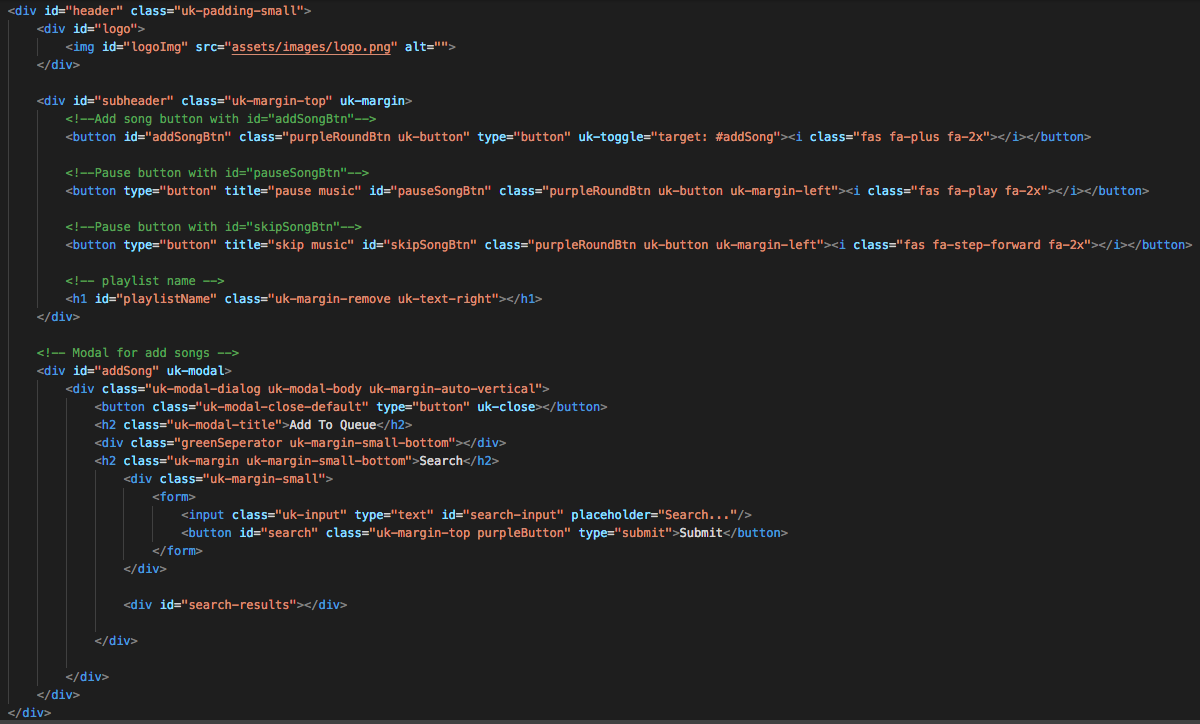 <div id="header" class="uk-padding-small">
<div id="logo">
<img id="logoImg" src="assets/images/logo.png" alt="">
</div>
<div id="subheader" class="uk-margin-top" uk-margin>
<!--Add song button with id="addSongBtn"-->
<button id="addSongBtn" class="purpleRoundBtn uk-button" type="button" uk-toggle="target: #addSong"><i class="fas fa-plus fa-2x"></i></button>
<!--Pause button with id="pauseSongBtn"-->
<button type="button" title="pause music" id="pauseSongBtn" class="purpleRoundBtn uk-button uk-margin-left"><i class="fas fa-play fa-2x"></i></button>
<!--Pause button with id="skipSongBtn"-->
<button type="button" title="skip music" id="skipSongBtn" class="purpleRoundBtn uk-button uk-margin-left"><i class="fas fa-step-forward fa-2x"></i></button>
<!-- playlist name -->
<h1 id="playlistName" class="uk-margin-remove uk-text-right"></h1>
</div>
<!-- Modal for add songs -->
<div id="addSong" uk-modal>
<div class="uk-modal-dialog uk-modal-body uk-margin-auto-vertical">
<button class="uk-modal-close-default" type="button" uk-close></button>
<h2 class="uk-modal-title">Add To Queue</h2>
<div class="greenSeperator uk-margin-small-bottom"></div>
<h2 class="uk-margin uk-margin-small-bottom">Search</h2>
<div class="uk-margin-small">
<form>
<input class="uk-input" type="text" id="search-input" placeholder="Search..."/>
<button id="search" class="uk-margin-top purpleButton" type="submit">Submit</button>
</form>
</div>
<div id="search-results"></div>
</div>
</div>
</div>
</div>